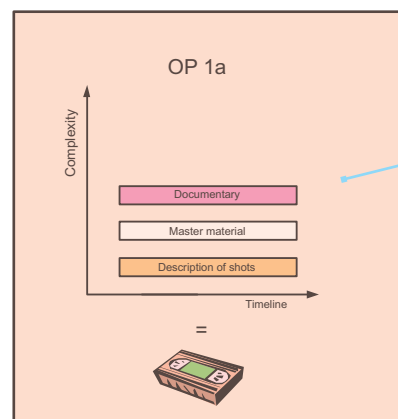 OP 1a
Complexity
Documentary
Master material
Description of shots
Timeline
=